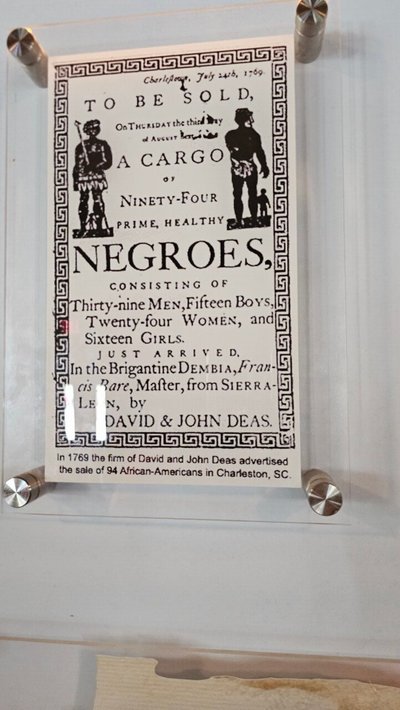 Charlestown, July 24th, 1769.
TO BE SOLD,
On THURSDAY the third Day
of AUGUST
A CARGO
OF
NINETY-FOUR
PRIME, HEALTHY
NEGROES,
CONSISTING OF
Thirty-nine MEN, Fifteen BOYS,
Twenty-four WOMEN, and
Sixteen GIRLS.
JUST ARRIVED,
In the Brigantine DEMBIA, Fran-
cis Bare, Maſter, from SIERRA-
LEON, by
DAVID & JOHN DEAS.
In 1769 the firm of David and John Deas advertised
the sale of 94 African-Americans in Charleston, SC.